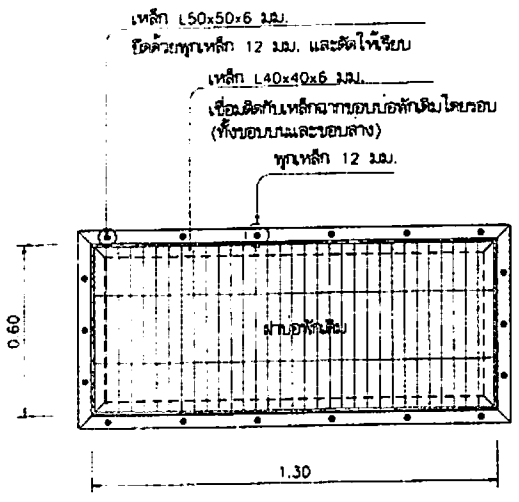 เหล็ก L50x50x6 มม.
ยึดด้วยพุกเหล็ก 12 มม. และตัดให้เรียบ
เหล็ก L40x40x6 มม.
เชื่อมติดกับเหล็กฉากขอบบ่อพักเดิมโดยรอบ
(ทั้งขอบบนและขอบล่าง)
พุกเหล็ก 12 มม.
0.60
ฝาบ่อพักเดิม
1.30